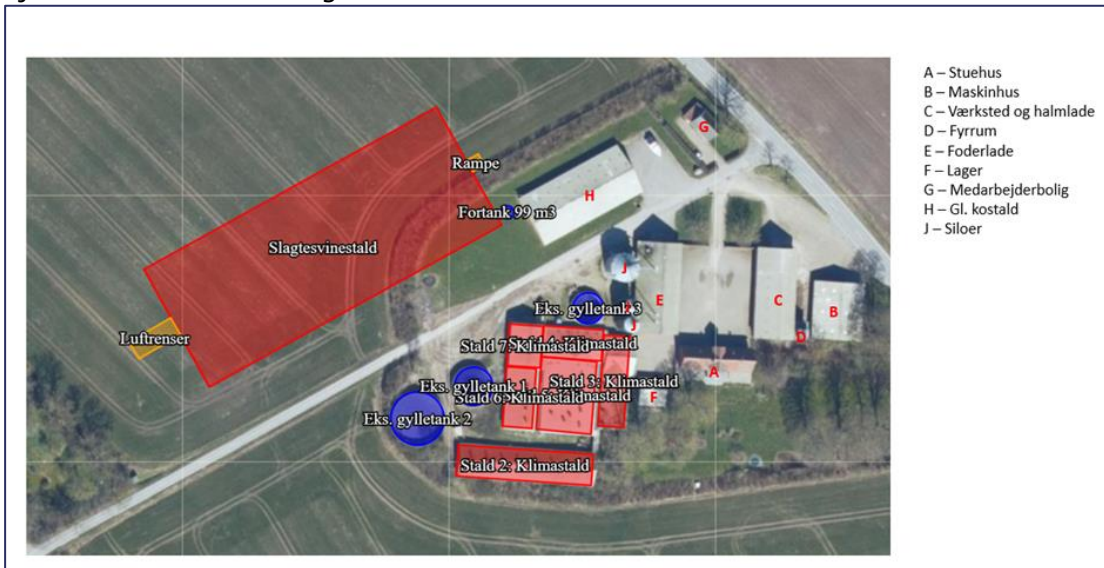 A – Stuehus
B – Maskinhus
C – Værksted og halmlade
D – Fyrrum
E – Foderlade
F – Lager
G – Medarbejderbolig
H – Gl. kostald
J – Siloer
G
Rampe
H
Fortank 99 m3
Slagtesvinestald
J
E
C
B
Eks. gylletank 3
J
Luftrenser
D
Klimastald
Stald 7: Klimastald
A
Stald 3: Klimastald
Eks. gylletank 1
Stald 6: Klimastald
F
Eks. gylletank 2
Stald 2: Klimastald